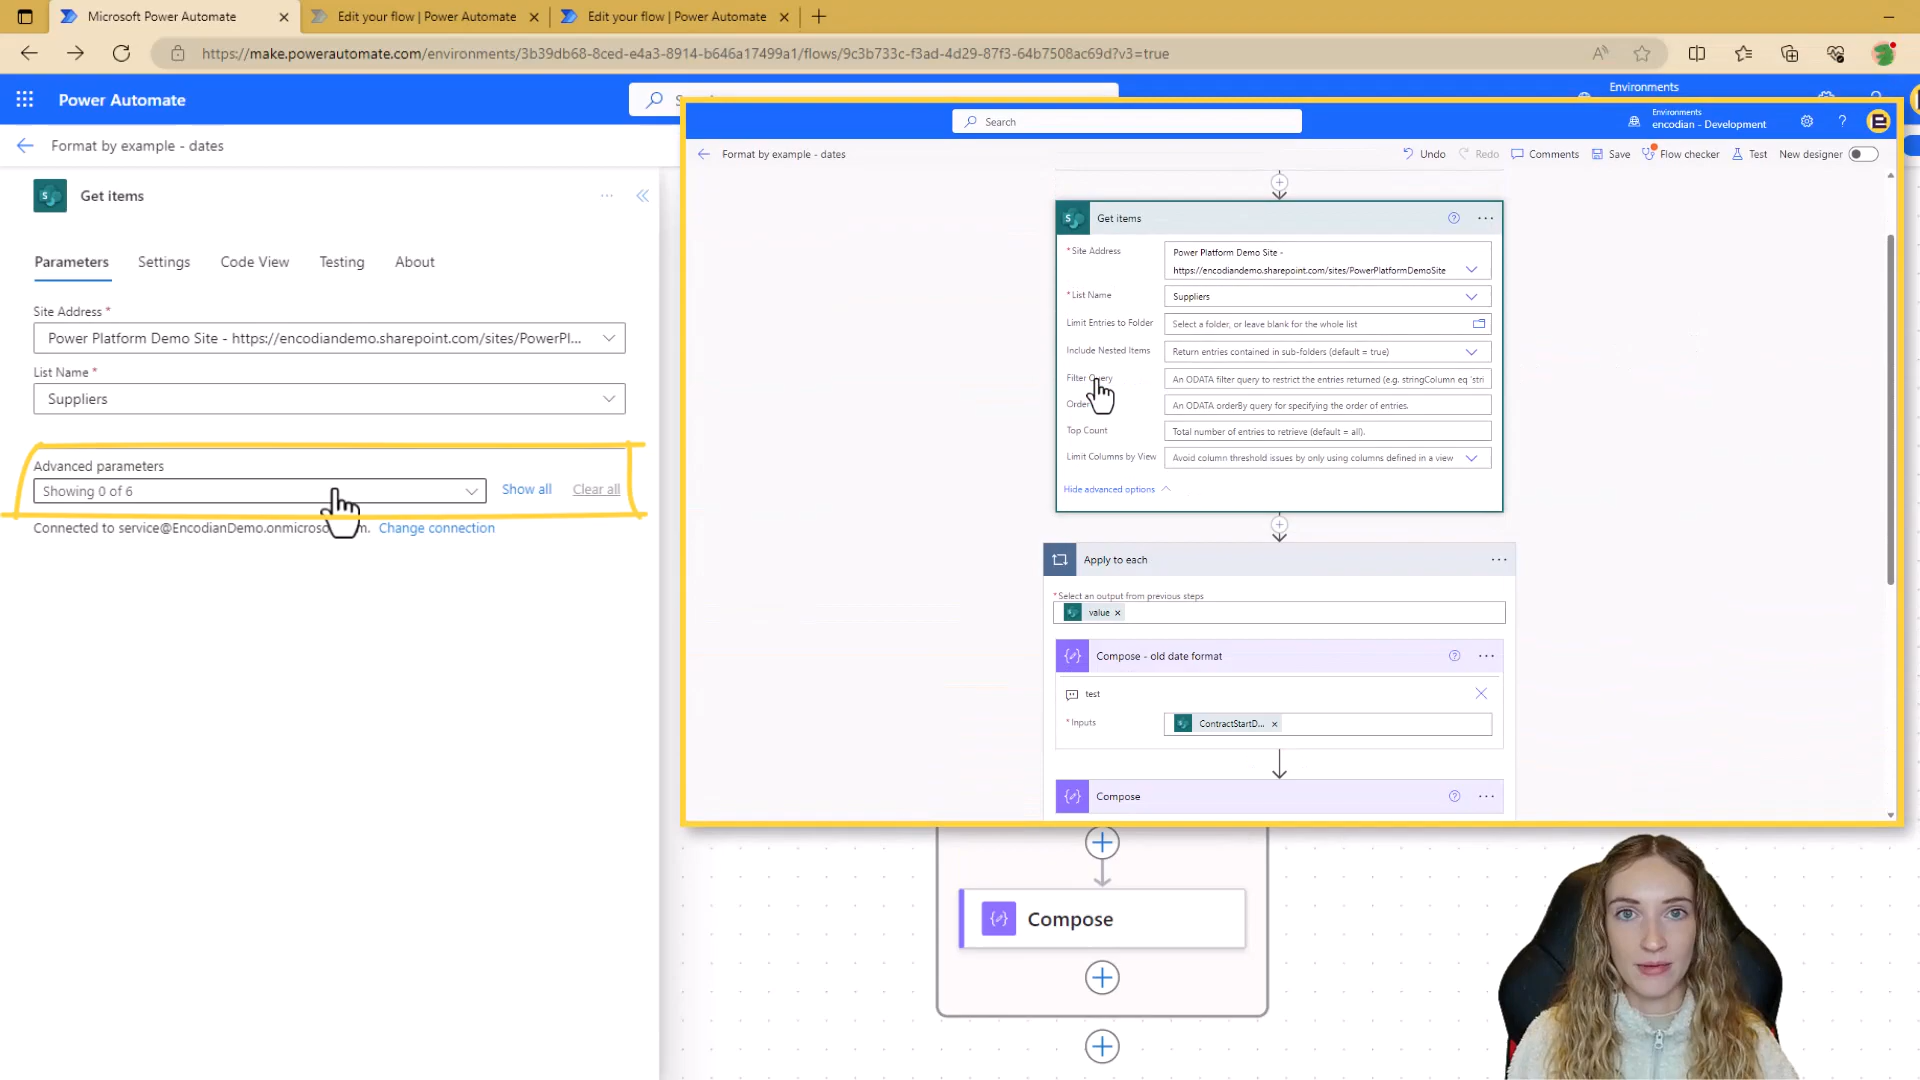 Microsoft Power Automate
Edit your flow | Power Automate
Edit your flow | Power Automate
https://make.powerautomate.com/environments/3b39db68-8ced-e4a3-8914-b646a17499a1/flows/9c3b733c-f3ad-4d29-87f3-64b7508ac69d?v3=true
Power Automate
Environments
Format by example - dates
Get items
Parameters
Settings
Code View
Testing
About
Site Address *
Power Platform Demo Site - https://encodiandemo.sharepoint.com/sites/PowerPl...
List Name *
Suppliers
Advanced parameters
Showing 0 of 6
Show all
Clear all
Connected to service@EncodianDemo.onmicroso m. Change connection
Search
Environments
encodian - Development
?
Format by example - dates
Undo
Redo
Comments
Save
Flow checker
Test
New designer
Get items
* Site Address
Power Platform Demo Site -
https://encodiandemo.sharepoint.com/sites/PowerPlatformDemoSite
* List Name
Suppliers
Limit Entries to Folder
Select a folder, or leave blank for the whole list
Include Nested Items
Return entries contained in sub-folders (default = true)
Filter Query
An ODATA filter query to restrict the entries returned (e.g. stringColumn eq 'stri
Order
An ODATA orderBy query for specifying the order of entries.
Top Count
Total number of entries to retrieve (default = all).
Limit Columns by View
Avoid column threshold issues by only using columns defined in a view
Hide advanced options
Apply to each
* Select an output from previous steps
value ×
Compose - old date format
test
* Inputs
ContractStartD... ×
Compose
Compose